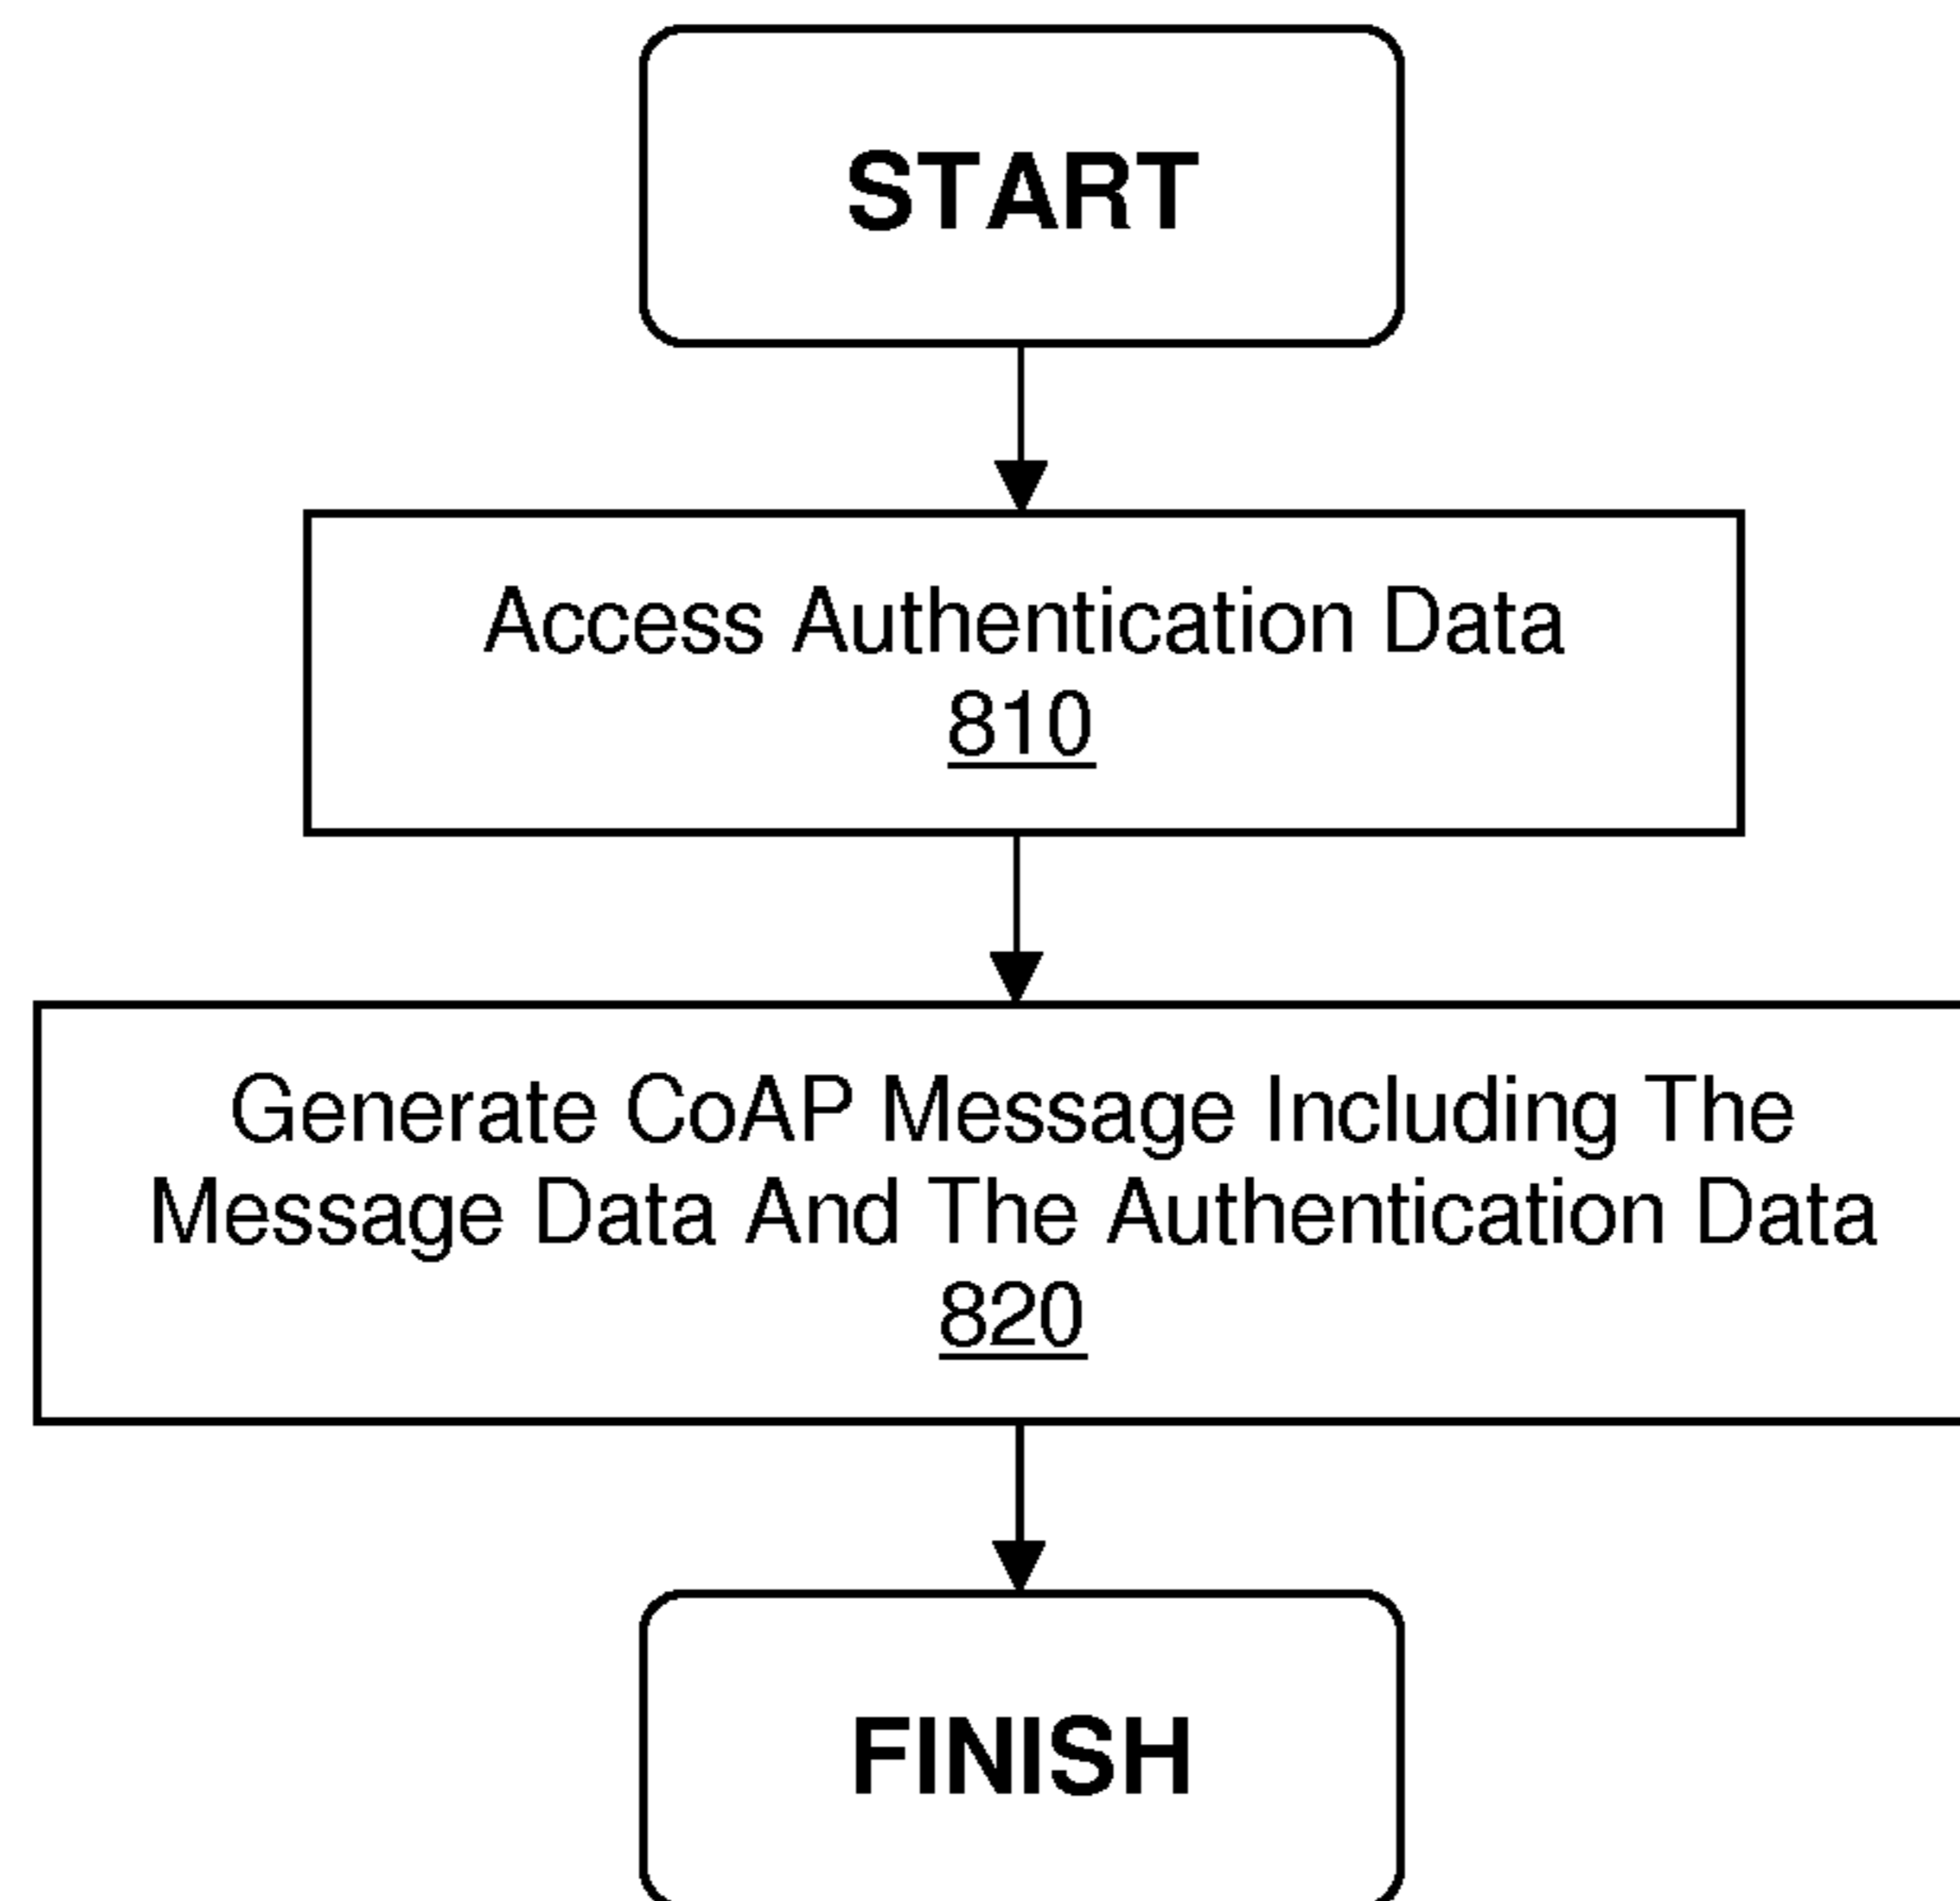 START
Access Authentication Data
810
Generate CoAP Message Including The
Message Data And The Authentication Data
820
FINISH